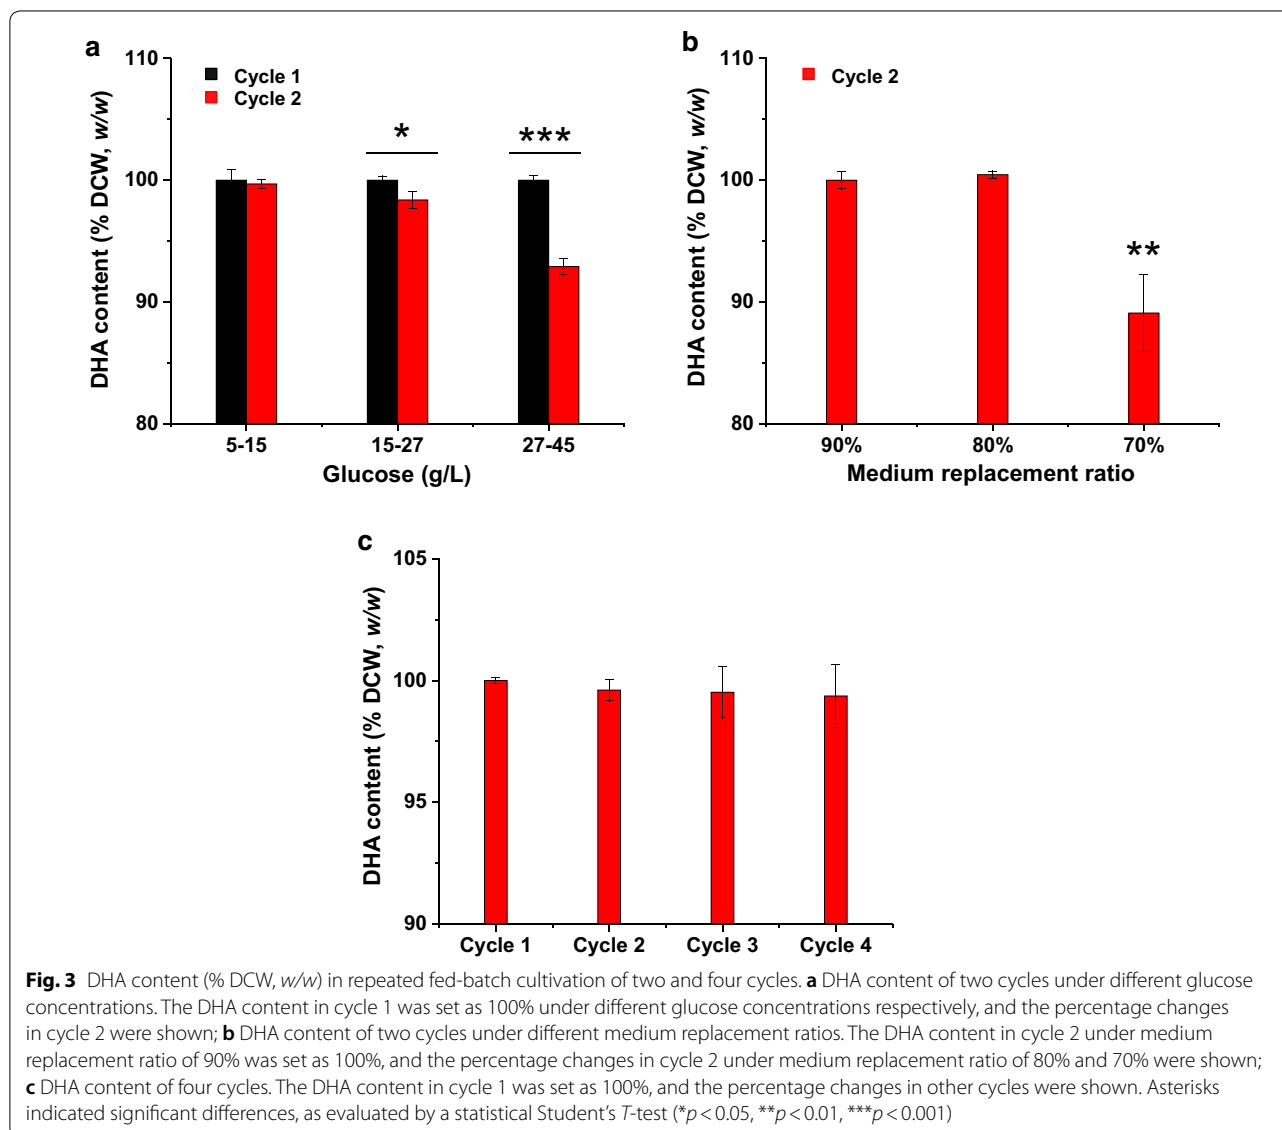 a
110
100
90
80
DHA content (% DCW, w/w)
Cycle 1
Cycle 2
*
***
5-15
15-27
27-45
Glucose (g/L)
b
110
100
90
80
DHA content (% DCW, w/w)
Cycle 2
**
90%
80%
70%
Medium replacement ratio
c
105
100
95
90
DHA content (% DCW, w/w)
Cycle 1
Cycle 2
Cycle 3
Cycle 4
Fig. 3 DHA content (% DCW, w/w) in repeated fed-batch cultivation of two and four cycles. a DHA content of two cycles under different glucose
concentrations. The DHA content in cycle 1 was set as 100% under different glucose concentrations respectively, and the percentage changes
in cycle 2 were shown; b DHA content of two cycles under different medium replacement ratios. The DHA content in cycle 2 under medium
replacement ratio of 90% was set as 100%, and the percentage changes in cycle 2 under medium replacement ratio of 80% and 70% were shown;
c DHA content of four cycles. The DHA content in cycle 1 was set as 100%, and the percentage changes in other cycles were shown. Asterisks
indicated significant differences, as evaluated by a statistical Student's T-test (*p < 0.05, **p < 0.01, ***p < 0.001)